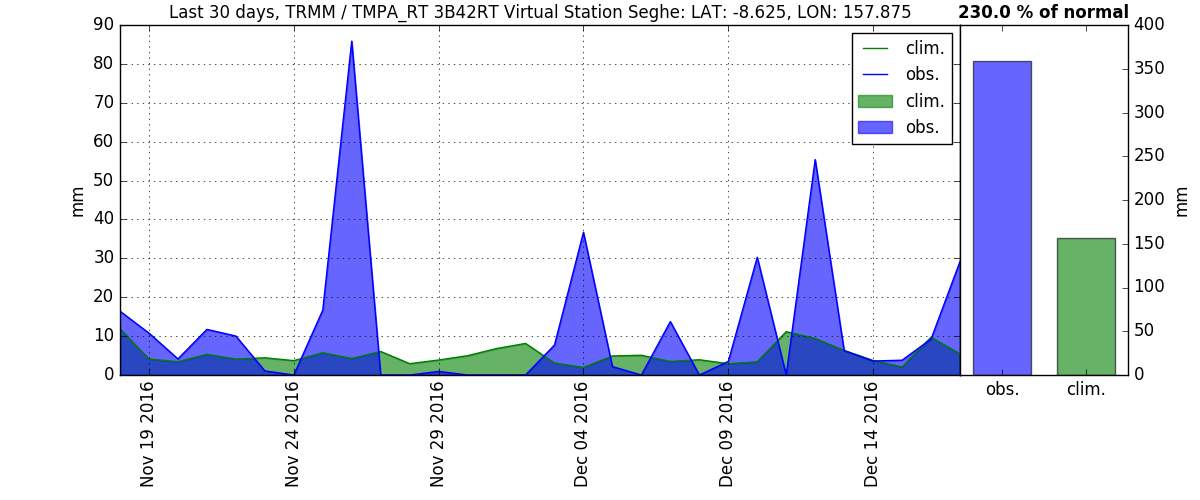 Last 30 days, TRMM / TMPA_RT 3B42RT Virtual Station Seghe: LAT: -8.625, LON: 157.875
230.0 % of normal
mm
90
80
70
60
50
40
30
20
10
0
clim.
obs.
clim.
obs.
Nov 19 2016
Nov 24 2016
Nov 29 2016
Dec 04 2016
Dec 09 2016
Dec 14 2016
400
350
300
250
200
150
100
50
0
mm
obs.
clim.